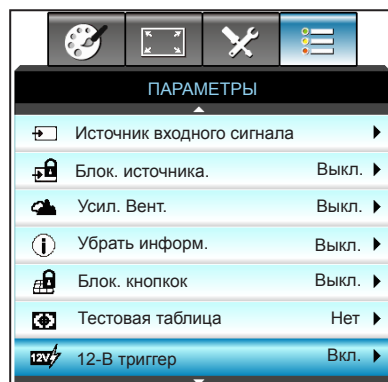 ПАРАМЕТРЫ
Источник входного сигнала
Блок. источника. Выкл.
Усил. Вент. Выкл.
Убрать информ. Выкл.
Блок. кнопкок Выкл.
Тестовая таблица Нет
12V 12-В триггер Вкл.